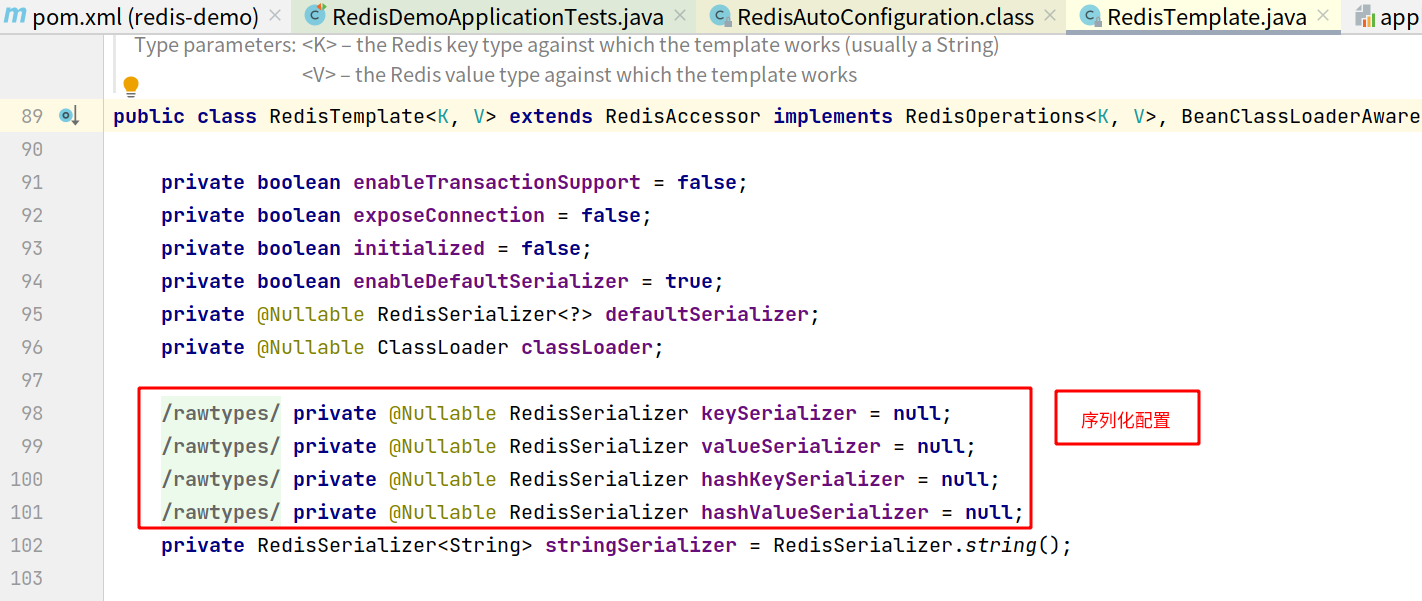 pom.xml (redis-demo)
RedisDemoApplicationTests.java
RedisAutoConfiguration.class
RedisTemplate.java
app
Type parameters: <K> – the Redis key type against which the template works (usually a String)
<V> – the Redis value type against which the template works
89 public class RedisTemplate<K, V> extends RedisAccessor implements RedisOperations<K, V>, BeanClassLoaderAware
90
91 private boolean enableTransactionSupport = false;
92 private boolean exposeConnection = false;
93 private boolean initialized = false;
94 private boolean enableDefaultSerializer = true;
95 private @Nullable RedisSerializer<?> defaultSerializer;
96 private @Nullable ClassLoader classLoader;
97
98 /rawtypes/ private @Nullable RedisSerializer keySerializer = null;
序列化配置
99 /rawtypes/ private @Nullable RedisSerializer valueSerializer = null;
100 /rawtypes/ private @Nullable RedisSerializer hashKeySerializer = null;
101 /rawtypes/ private @Nullable RedisSerializer hashValueSerializer = null;
102 private RedisSerializer<String> stringSerializer = RedisSerializer.string();
103